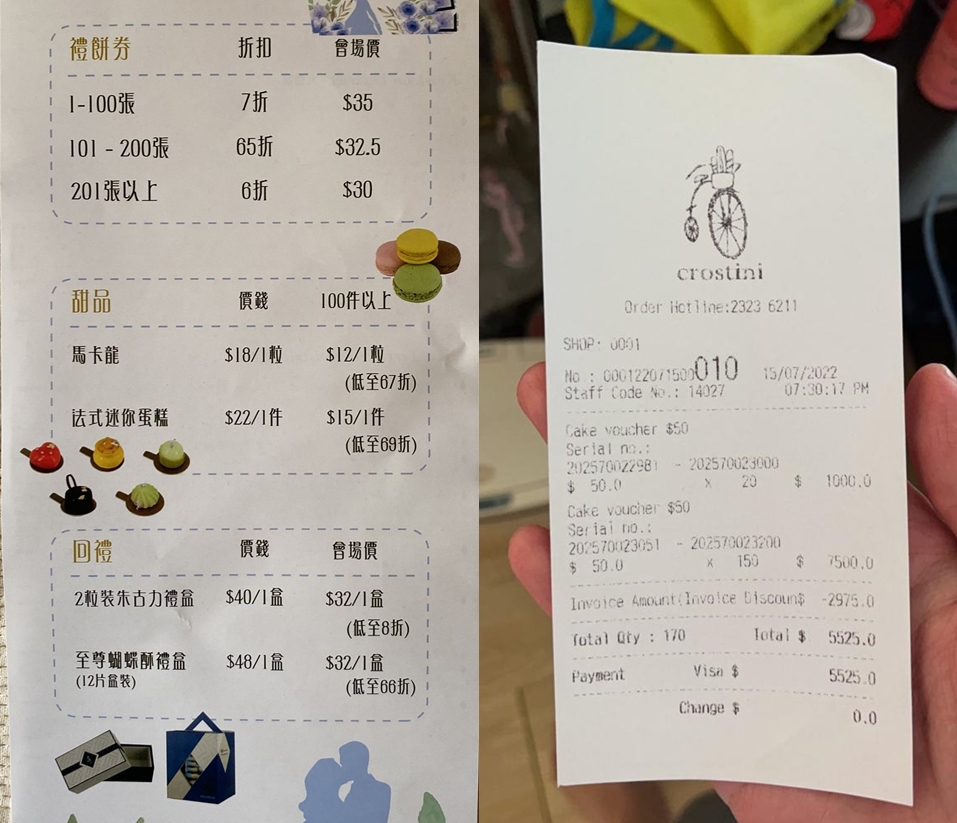 禮餅券 折扣 會場價
1-100張 7折 $35
101 - 200張 65折 $32.5
201張以上 6折 $30
甜品 價錢 100件以上
馬卡龍 $18/1粒 $12/1粒
(低至67折)
法式迷你蛋糕 $22/1件 $15/1件
(低至69折)
回禮 價錢 會場價
2粒裝朱古力禮盒 $40/1盒 $32/1盒
(低至8折)
至尊蝴蝶酥禮盒 $48/1盒 $32/1盒
(12片盒裝) (低至66折)
crostini
Order Hotline:2323 6211
SHOP: 0001
No.: 000122071500010 15/07/2022
Staff Code No.: 14027 07:30:17 PM
Cake voucher $50
Serial no.:
202570022981 - 202570023000
$ 50.0 x 20 $ 1000.0
Cake voucher $50
Serial no.:
202570023051 - 202570023200
$ 50.0 x 150 $ 7500.0
Invoice Amount(Invoice Discoun$ -2975.0
Total Qty : 170 Total $ 5525.0
Payment Visa $ 5525.0
Change $ 0.0